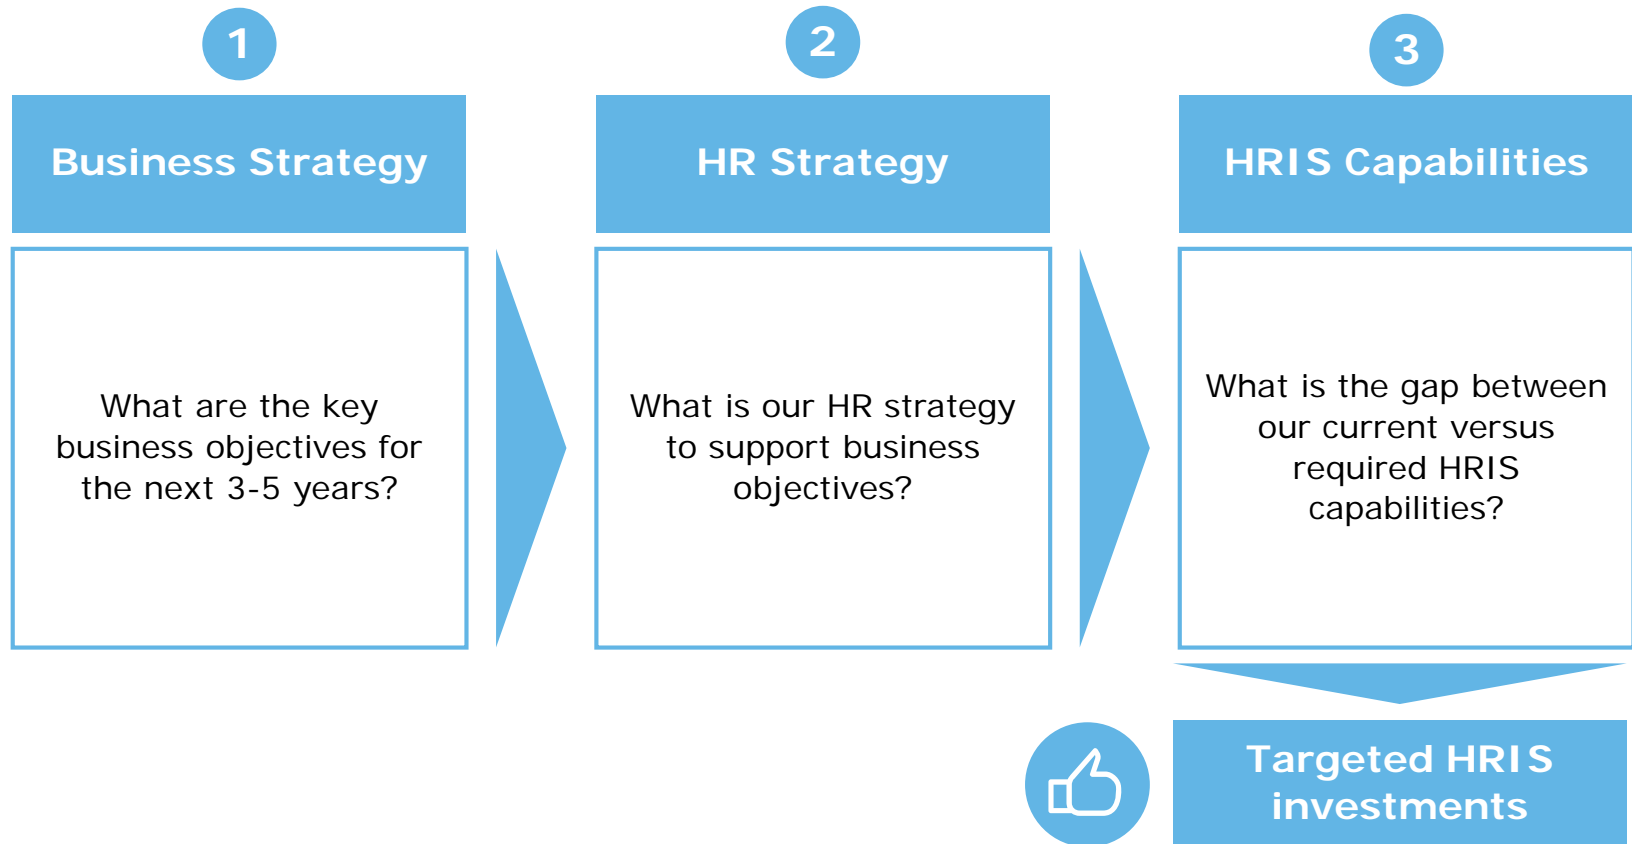 1
Business Strategy
What are the key
business objectives for
the next 3-5 years?
2
HR Strategy
What is our HR strategy
to support business
objectives?
3
HRIS Capabilities
What is the gap between
our current versus
required HRIS
capabilities?
Targeted HRIS
investments